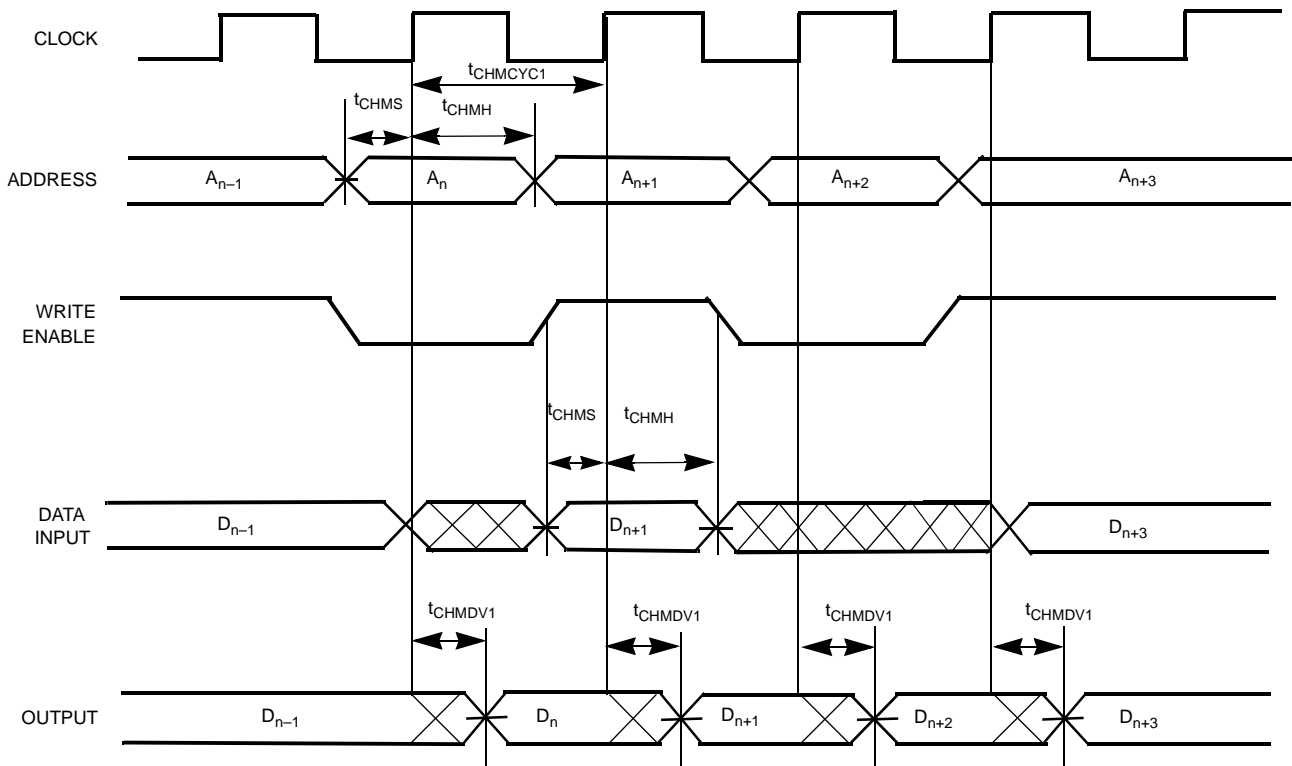 CLOCK
tCHMCYC1
tCHMS
tCHMH
ADDRESS
An–1
An
An+1
An+2
An+3
WRITE
ENABLE
tCHMS
tCHMH
DATA
INPUT
Dn–1
Dn+1
Dn+3
tCHMDV1
tCHMDV1
tCHMDV1
tCHMDV1
OUTPUT
Dn–1
Dn
Dn+1
Dn+2
Dn+3